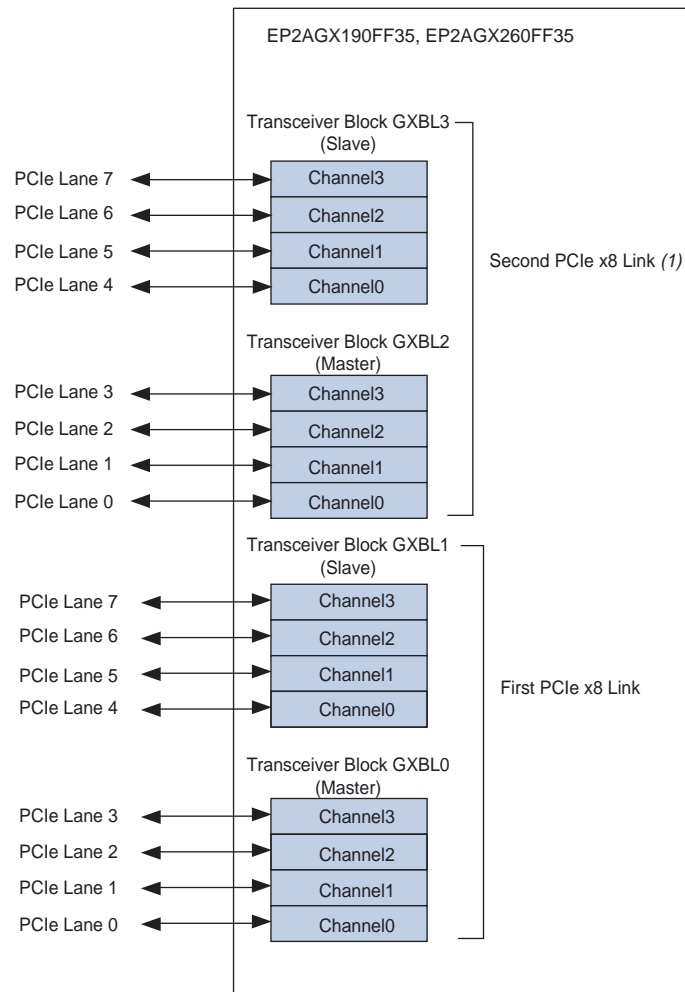 EP2AGX190FF35, EP2AGX260FF35
Transceiver Block GXBL3
(Slave)
PCIe Lane 7 Channel3
PCIe Lane 6 Channel2
PCIe Lane 5 Channel1
PCIe Lane 4 Channel0
Second PCIe x8 Link (1)
Transceiver Block GXBL2
(Master)
PCIe Lane 3 Channel3
PCIe Lane 2 Channel2
PCIe Lane 1 Channel1
PCIe Lane 0 Channel0
Transceiver Block GXBL1
(Slave)
PCIe Lane 7 Channel3
PCIe Lane 6 Channel2
PCIe Lane 5 Channel1
PCIe Lane 4 Channel0
First PCIe x8 Link
Transceiver Block GXBL0
(Master)
PCIe Lane 3 Channel3
PCIe Lane 2 Channel2
PCIe Lane 1 Channel1
PCIe Lane 0 Channel0